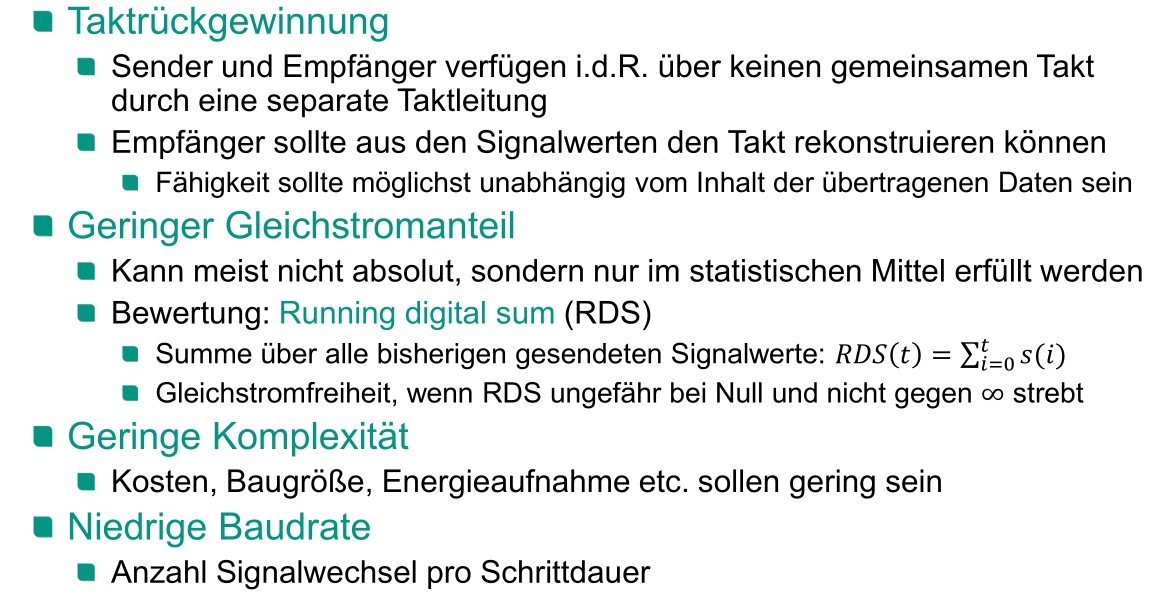 Taktrückgewinnung
Sender und Empfänger verfügen i.d.R. über keinen gemeinsamen Takt
durch eine separate Taktleitung
Empfänger sollte aus den Signalwerten den Takt rekonstruieren können
Fähigkeit sollte möglichst unabhängig vom Inhalt der übertragenen Daten sein
Geringer Gleichstromanteil
Kann meist nicht absolut, sondern nur im statistischen Mittel erfüllt werden
Bewertung: Running digital sum (RDS)
Summe über alle bisherigen gesendeten Signalwerte: $RDS(t) = \sum_{i=0}^{t} s(i)$
Gleichstromfreiheit, wenn RDS ungefähr bei Null und nicht gegen ∞ strebt
Geringe Komplexität
Kosten, Baugröße, Energieaufnahme etc. sollen gering sein
Niedrige Baudrate
Anzahl Signalwechsel pro Schrittdauer